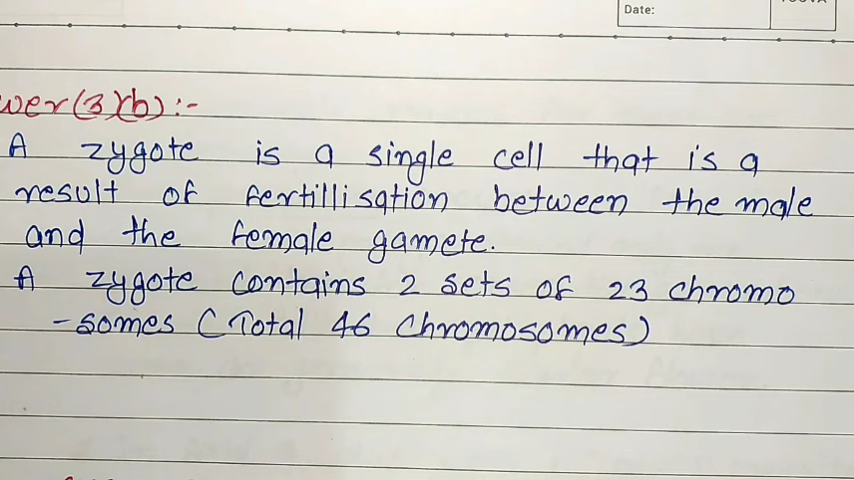 Date:
wer (3)(b) :-
A zygote is a single cell that is a
result of fertillisation between the male
and the female gamete.
A zygote contains 2 sets of 23 chromo
-somes (Total 46 Chromosomes)